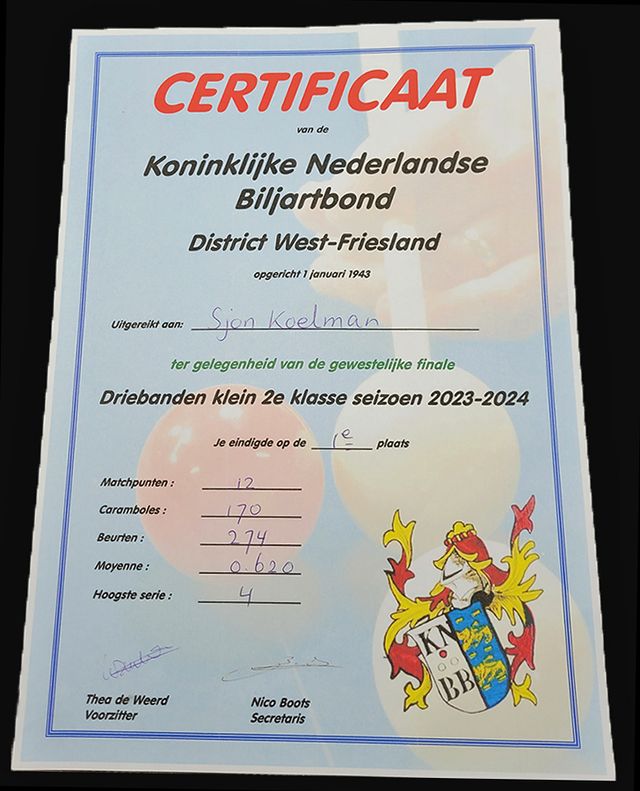 CERTIFICAAT
van de
Koninklijke Nederlandse
Biljartbond
District West-Friesland
opgericht 1 januari 1943
Uitgereikt aan: Sjon Koelman
ter gelegenheid van de gewestelijke finale
Driebanden klein 2e klasse seizoen 2023-2024
Je eindigde op de 1e plaats
Matchpunten: 12
Caramboles: 170
Beurten: 274
Moyenne: 0.620
Hoogste serie: 4
KN
BB
Thea de Weerd
Voorzitter
Nico Boots
Secretaris